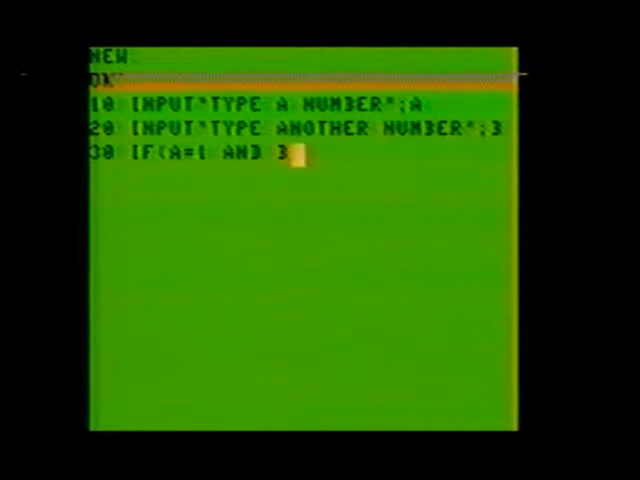 NEW
OK
10 INPUT"TYPE A NUMBER";A
20 INPUT"TYPE ANOTHER NUMBER";B
30 IF(A=1 AND B